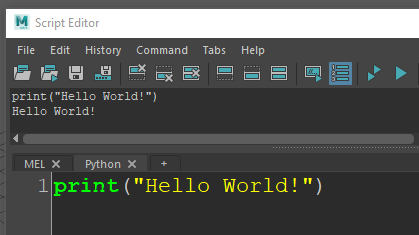 M
Script Editor
File Edit History Command Tabs Help
print("Hello World!")
Hello World!
MEL Python +
1 print("Hello World!")